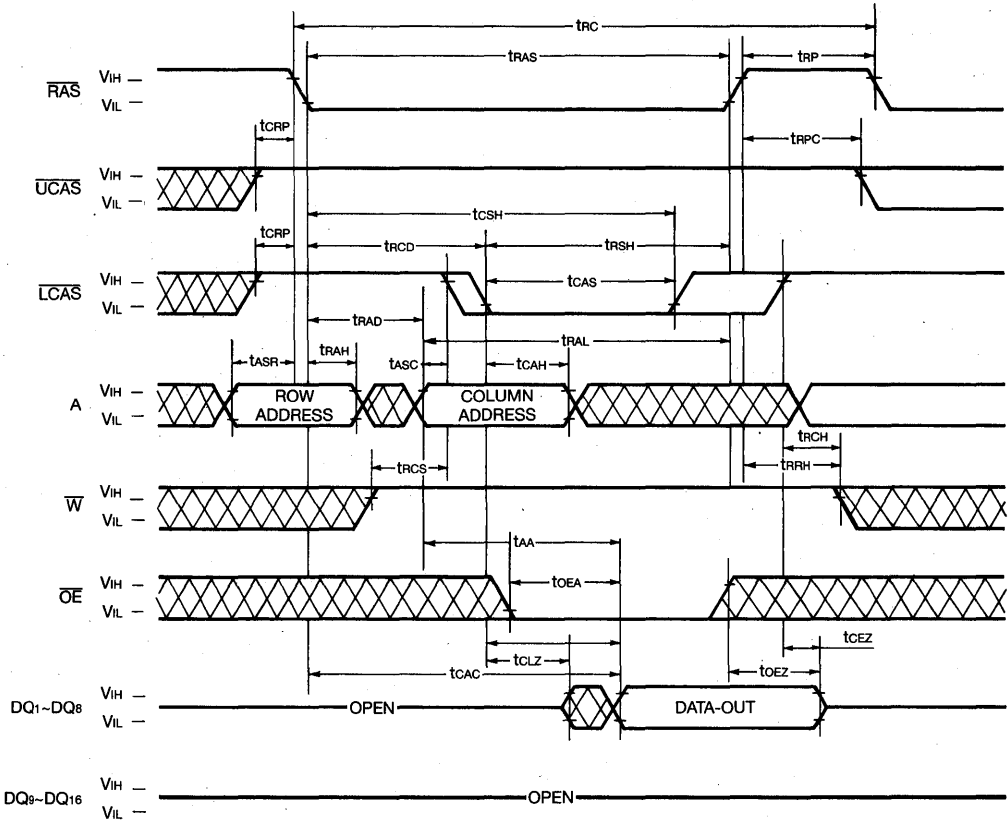 tRC
tRAS
tRP
RAS
VIH
VIL
tCRP
tRPC
UCAS
VIH
VIL
tCSH
tCRP
tRCD
tRSH
LCAS
VIH
VIL
tCAS
tRAD
tRAL
tASR
tRAH
tASC
tCAH
A
VIH
VIL
ROW
ADDRESS
COLUMN
ADDRESS
tRCH
tRCS
tRRH
W
VIH
VIL
tAA
OE
VIH
VIL
tOEA
tCEZ
tCLZ
tOEZ
tCAC
DQ1~DQ8
VIH
VIL
OPEN
DATA-OUT
DQ9~DQ16
VIH
VIL
OPEN